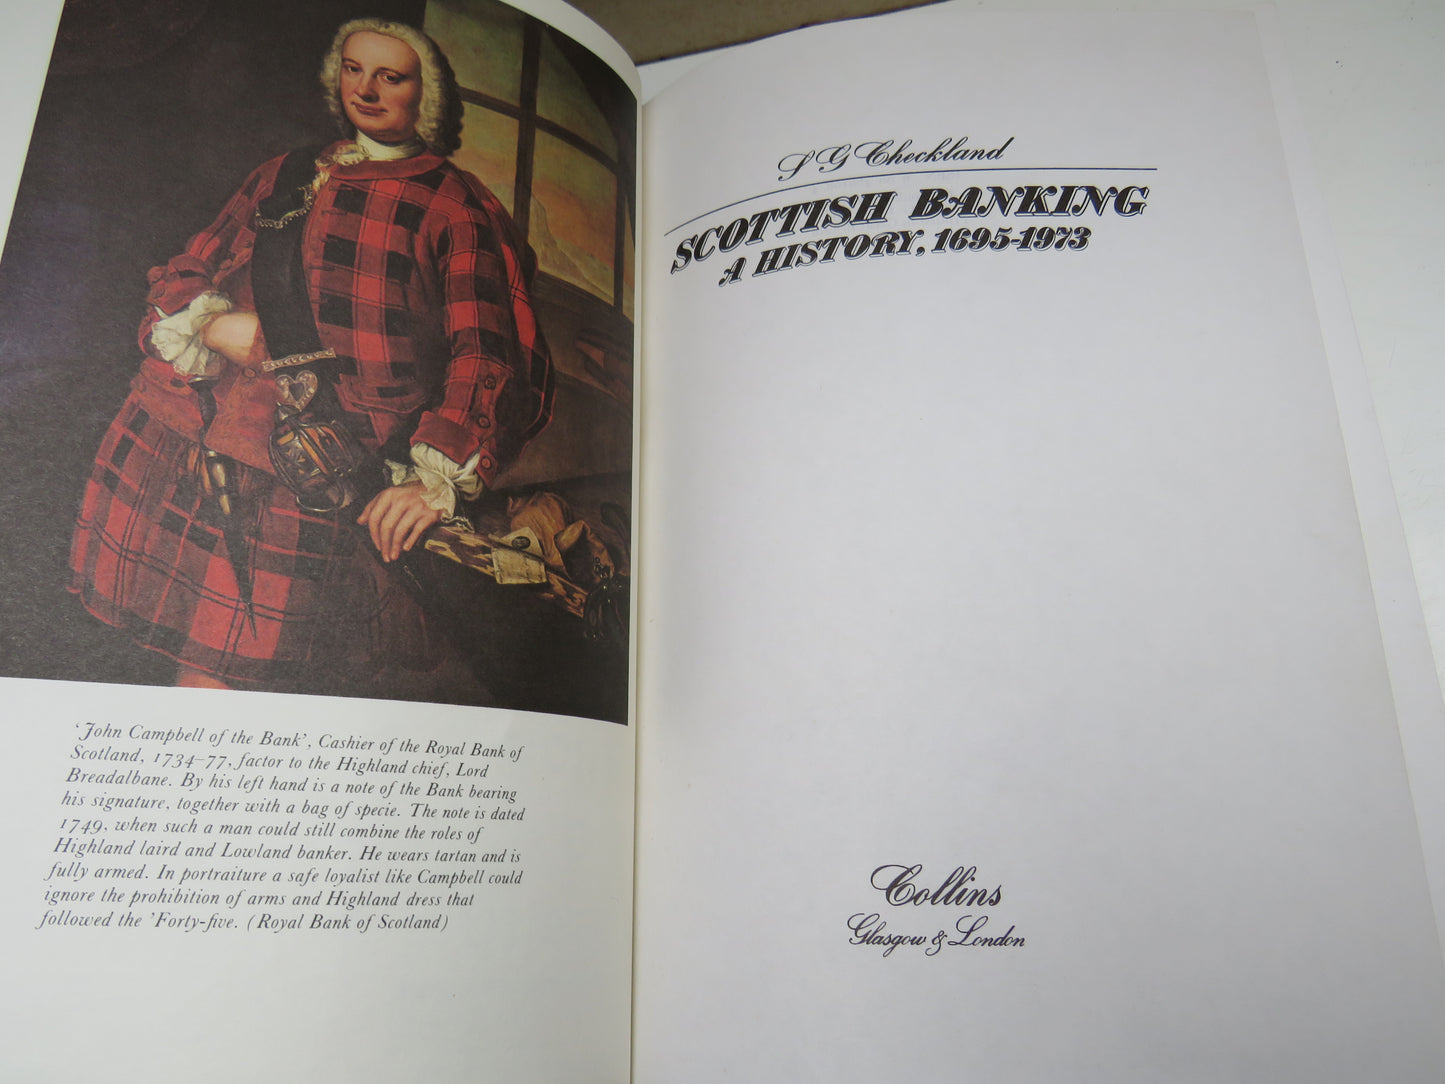 'John Campbell of the Bank', Cashier of the Royal Bank of
Scotland, 1734–77, factor to the Highland chief, Lord
Breadalbane. By his left hand is a note of the Bank bearing
his signature, together with a bag of specie. The note is dated
1749, when such a man could still combine the roles of
Highland laird and Lowland banker. He wears tartan and is
fully armed. In portraiture a safe loyalist like Campbell could
ignore the prohibition of arms and Highland dress that
followed the 'Forty-five. (Royal Bank of Scotland)
S G Checkland
SCOTTISH BANKING
A HISTORY, 1695-1973
Collins
Glasgow & London